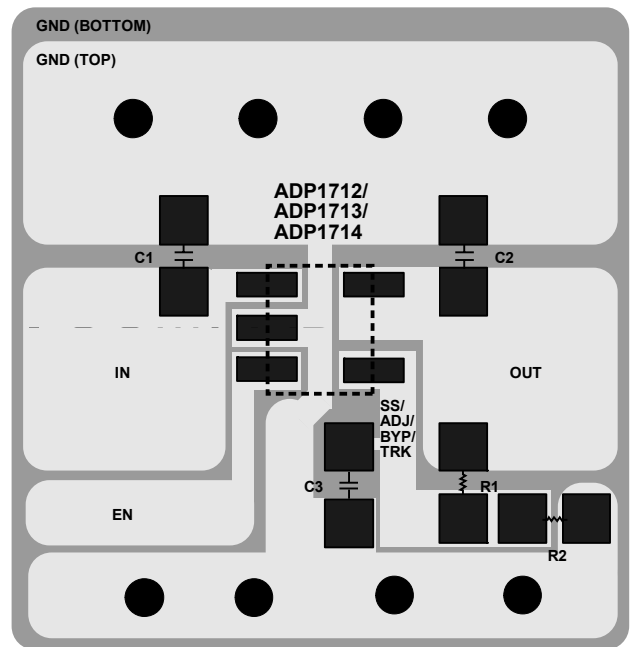 GND (BOTTOM)
GND (TOP)
ADP1712/
ADP1713/
ADP1714
C1
C2
IN
OUT
SS/
ADJ/
BYP/
TRK
C3
R1
EN
R2